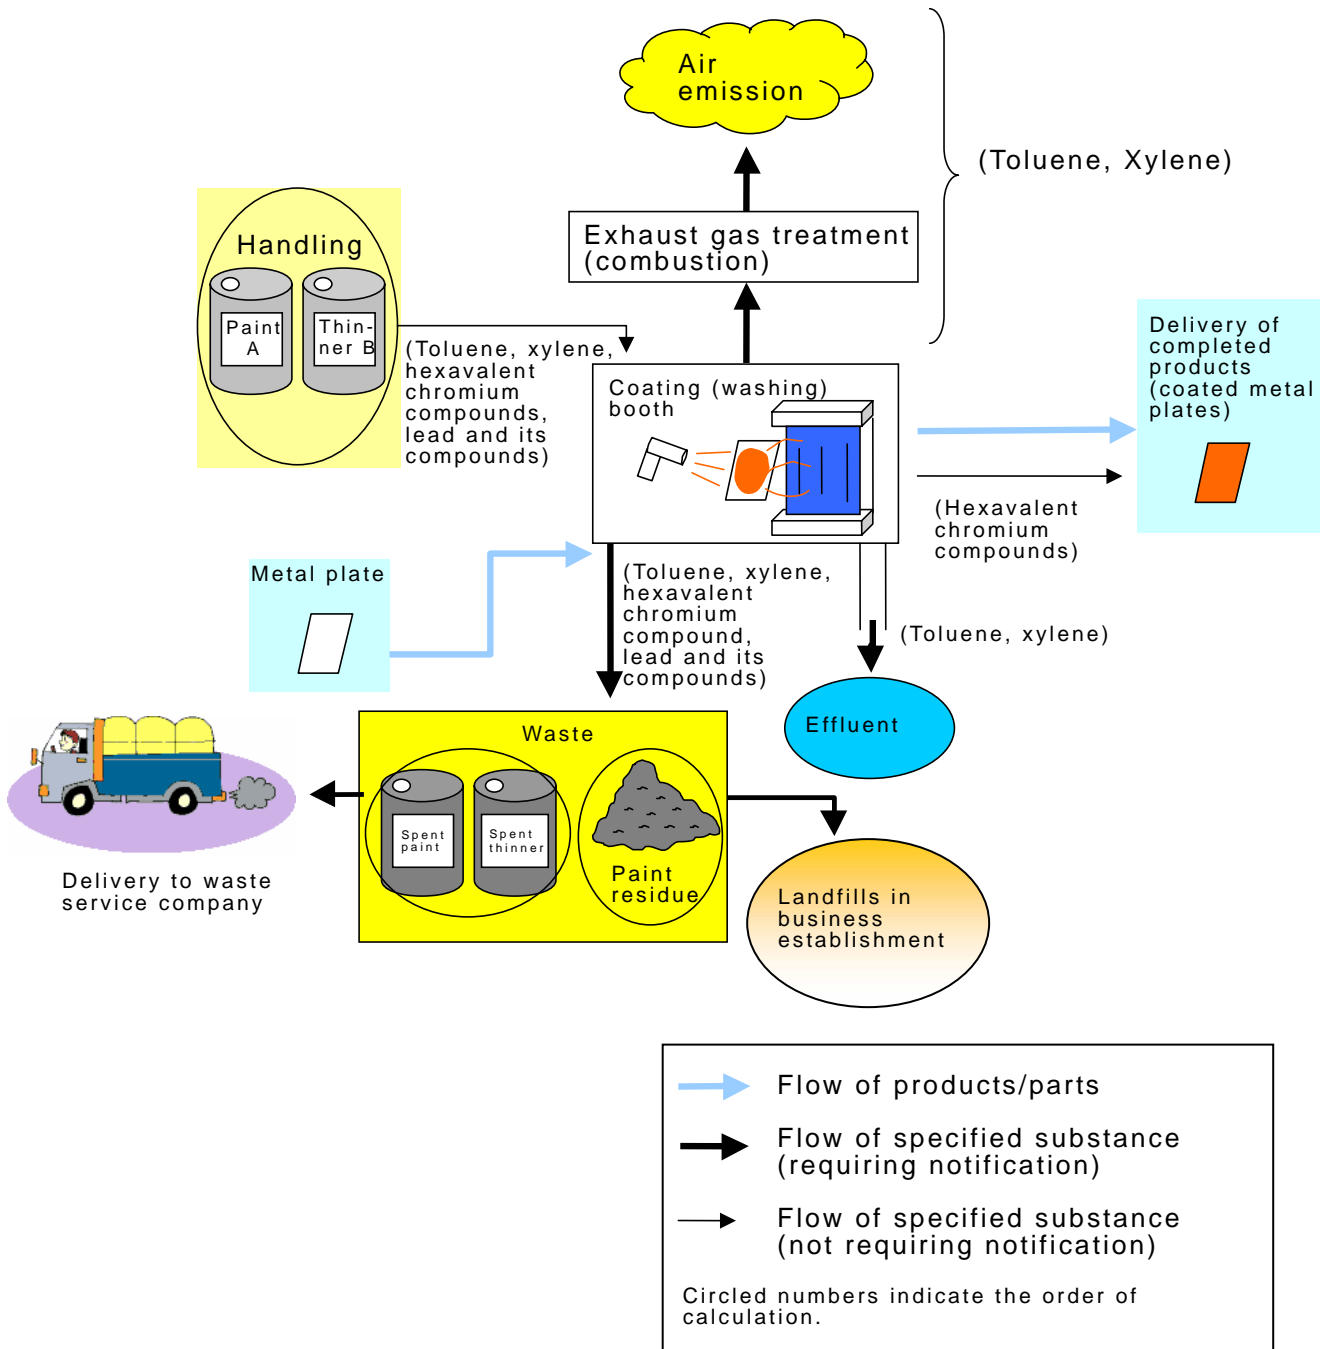 Air
emission
(Toluene, Xylene)
Exhaust gas treatment
(combustion)
Handling
Paint
A
Thin-
ner B
(Toluene, xylene,
hexavalent
chromium
compounds,
lead and its
compounds)
Coating (washing)
booth
Delivery of
completed
products
(coated metal
plates)
(Hexavalent
chromium
compounds)
Metal plate
(Toluene, xylene,
hexavalent
chromium
compound,
lead and its
compounds)
(Toluene, xylene)
Effluent
Waste
Spent
paint
Spent
thinner
Paint
residue
Delivery to waste
service company
Landfills in
business
establishment
Flow of products/parts
Flow of specified substance
(requiring notification)
Flow of specified substance
(not requiring notification)
Circled numbers indicate the order of
calculation.